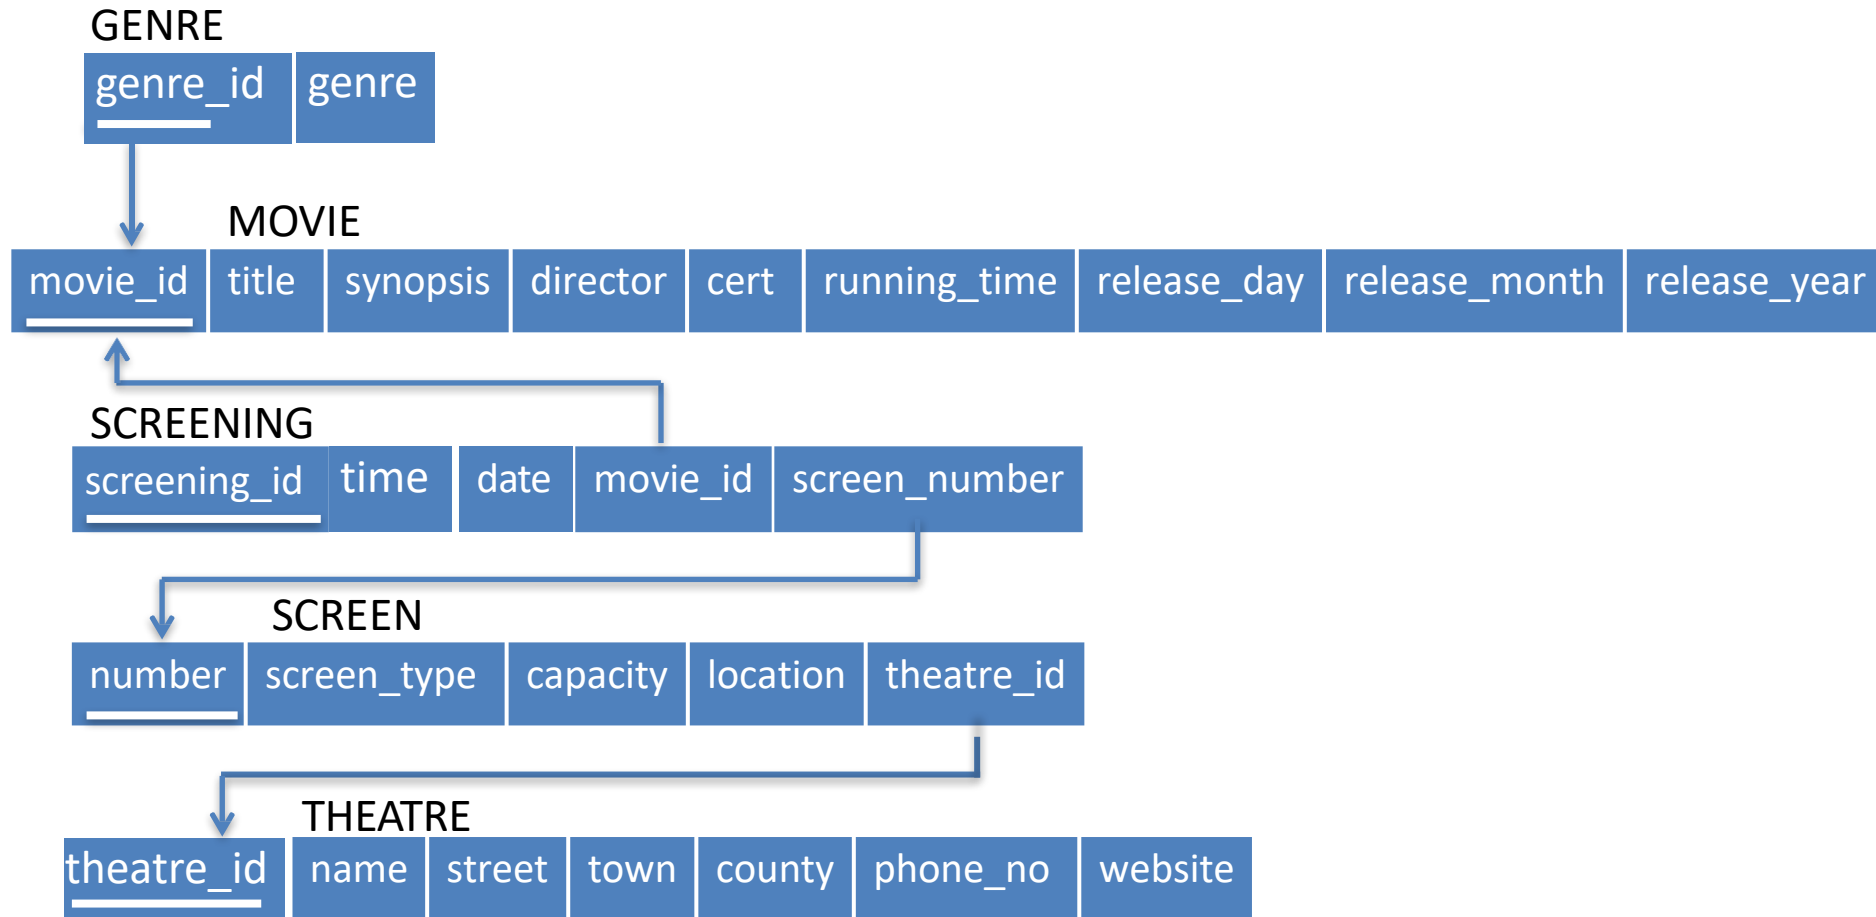 GENRE
genre_id genre
MOVIE
movie_id title synopsis director cert running_time release_day release_month release_year
SCREENING
screening_id time date movie_id screen_number
SCREEN
number screen_type capacity location theatre_id
THEATRE
theatre_id name street town county phone_no website